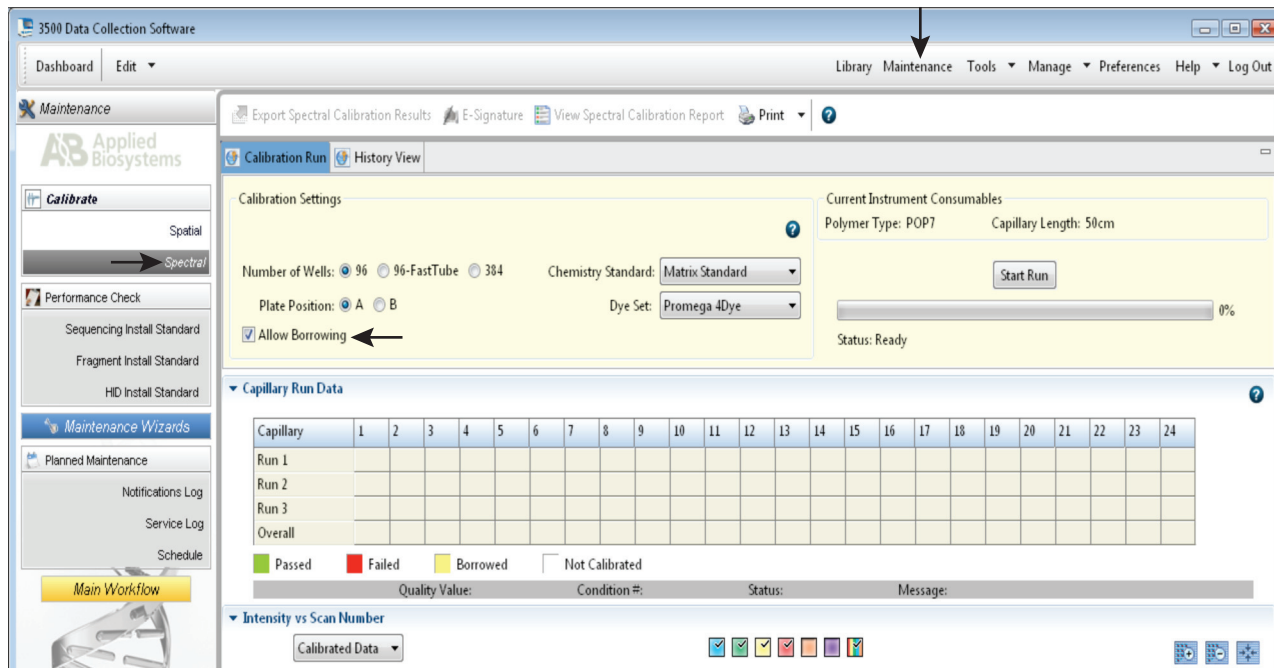 3500 Data Collection Software
Dashboard Edit Library Maintenance Tools Manage Preferences Help Log Out
Maintenance
Export Spectral Calibration Results E-Signature View Spectral Calibration Report Print
AB Applied Biosystems
Calibration Run History View
Calibrate
Spatial
Spectral
Performance Check
Sequencing Install Standard
Fragment Install Standard
HID Install Standard
Maintenance Wizards
Planned Maintenance
Notifications Log
Service Log
Schedule
Main Workflow
Calibration Settings
Number of Wells: 96 96-FastTube 384 Chemistry Standard: Matrix Standard
Plate Position: A B Dye Set: Promega 4Dye
Allow Borrowing
Current Instrument Consumables
Polymer Type: POP7 Capillary Length: 50cm
Start Run
0%
Status: Ready
Capillary Run Data
Capillary 1 2 3 4 5 6 7 8 9 10 11 12 13 14 15 16 17 18 19 20 21 22 23 24
Run 1
Run 2
Run 3
Overall
Passed Failed Borrowed Not Calibrated
Quality Value: Condition #: Status: Message:
Intensity vs Scan Number
Calibrated Data